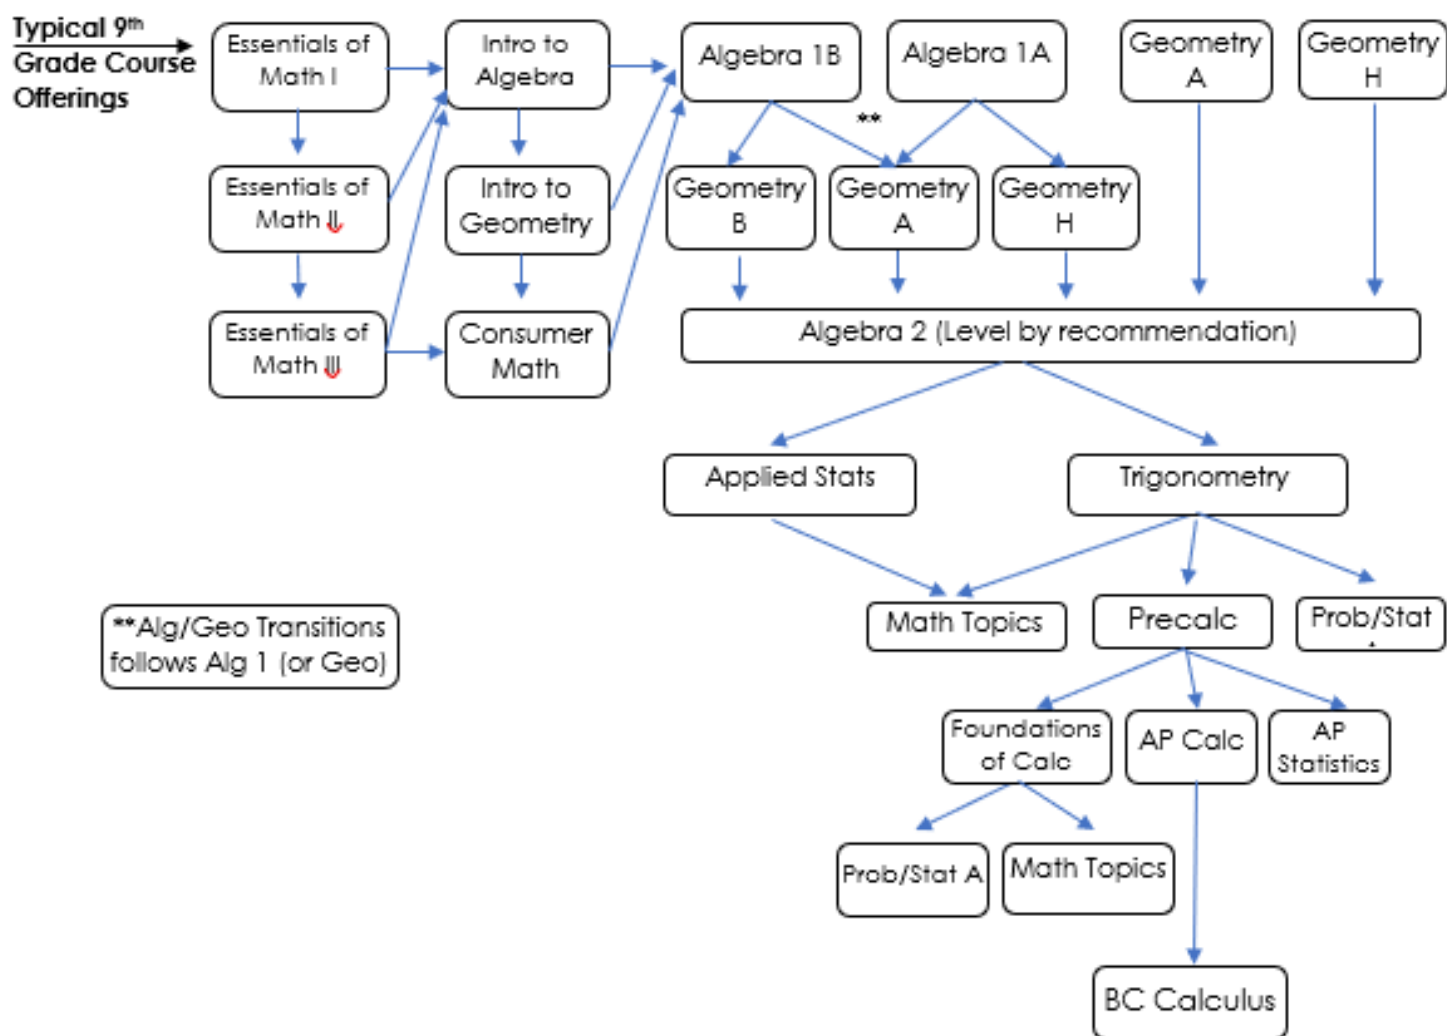 Typical 9th
Grade Course
Offerings
Essentials of
Math I
Intro to
Algebra
Algebra 1B
Algebra 1A
Geometry
A
Geometry
H
**
Essentials of
Math II
Intro to
Geometry
Geometry
B
Geometry
A
Geometry
H
Essentials of
Math III
Consumer
Math
Algebra 2 (Level by recommendation)
Applied Stats
Trigonometry
**Alg/Geo Transitions
follows Alg 1 (or Geo)
Math Topics
Precalc
Prob/Stat
Foundations
of Calc
AP Calc
AP
Statistics
Prob/Stat A
Math Topics
BC Calculus